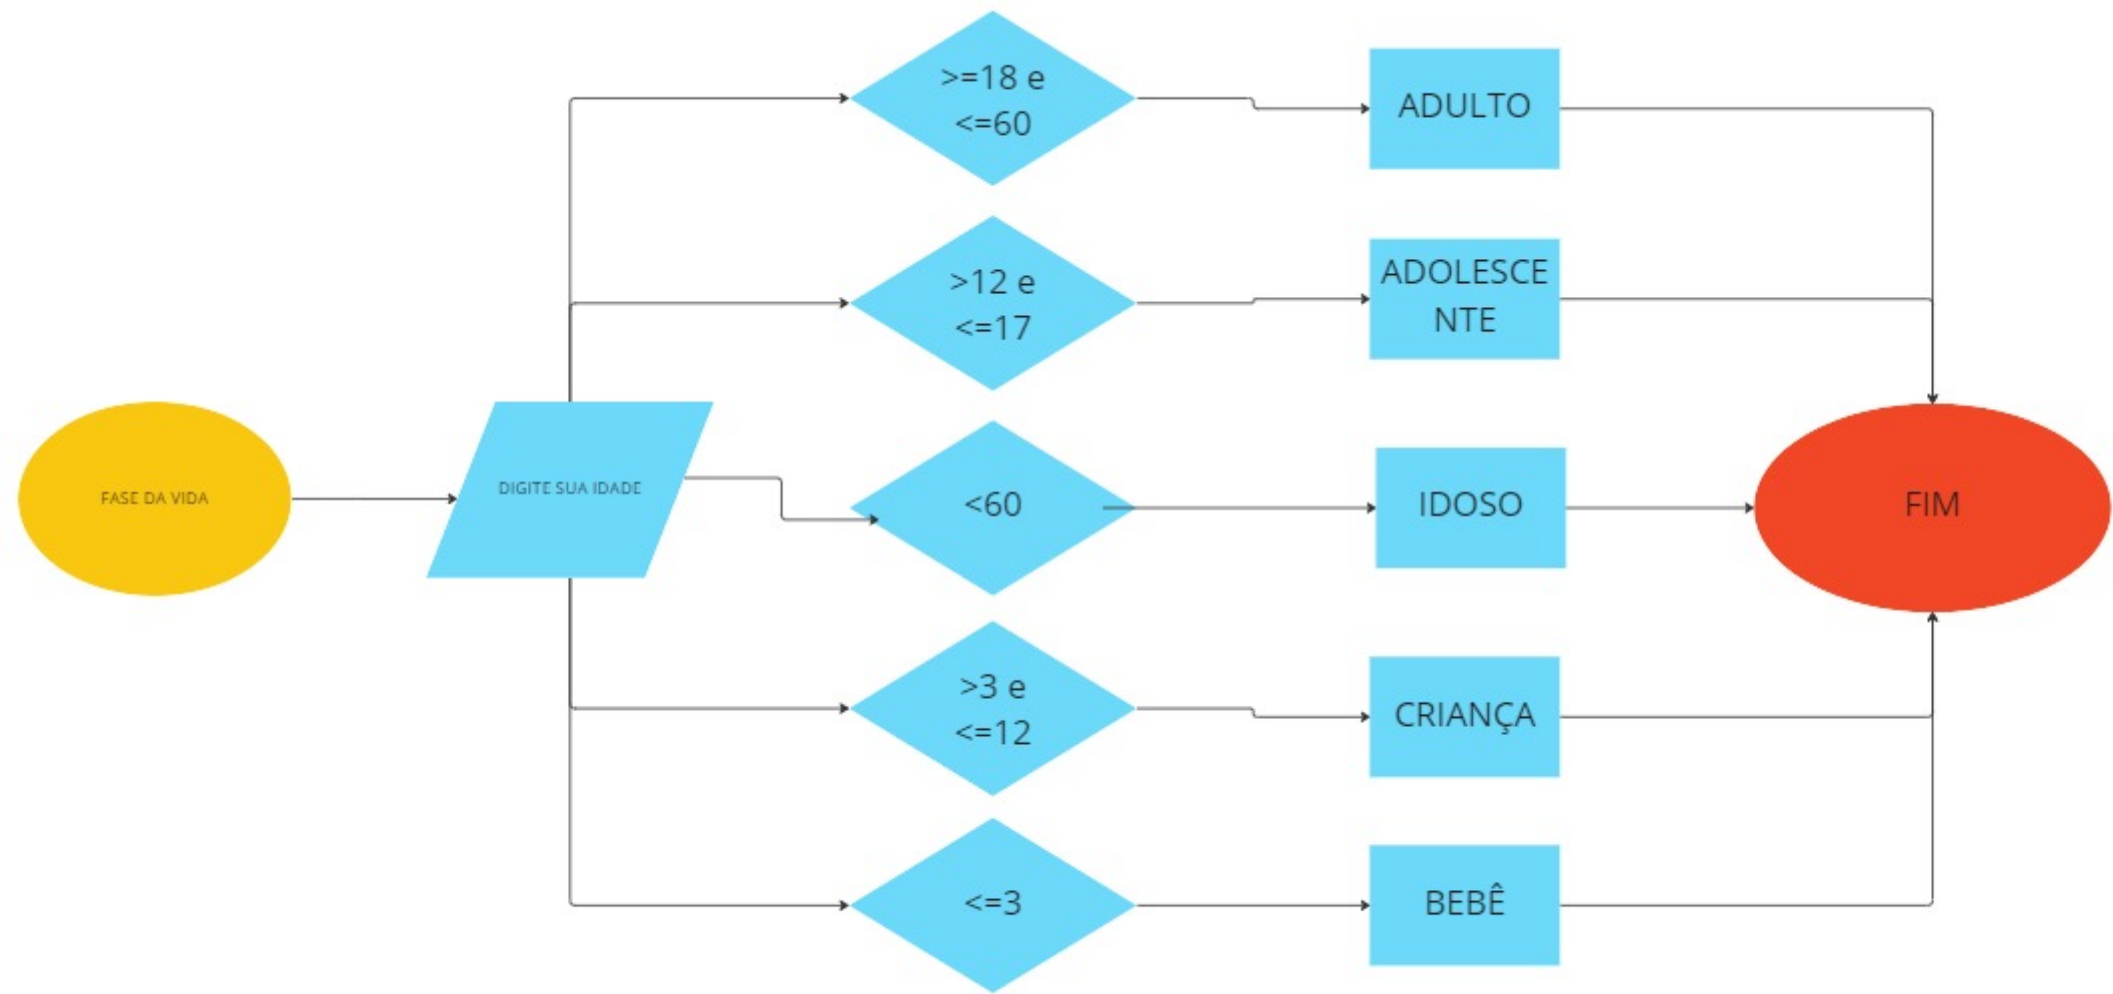 FASE DA VIDA
DIGITE SUA IDADE
>=18 e
<=60
ADULTO
>12 e
<=17
ADOLESCE
NTE
<60
IDOSO
>3 e
<=12
CRIANÇA
<=3
BEBÊ
FIM